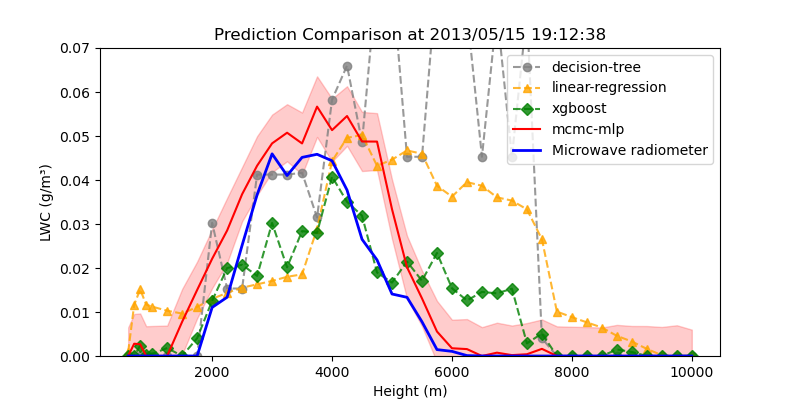 Prediction Comparison at 2013/05/15 19:12:38
0.07
0.06
0.05
0.04
0.03
0.02
0.01
0.00
LWC (g/m³)
decision-tree
linear-regression
xgboost
mcmc-mlp
Microwave radiometer
2000 4000 6000 8000 10000
Height (m)